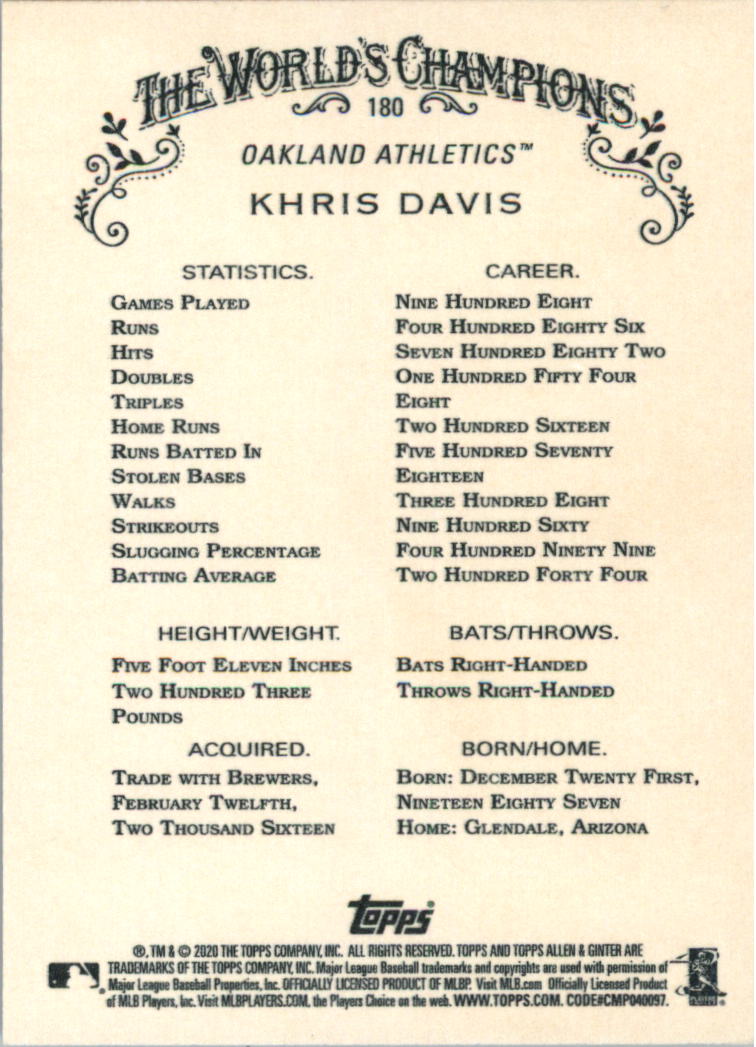 THE WORLD'S CHAMPIONS
180
OAKLAND ATHLETICS™
KHRIS DAVIS
STATISTICS. CAREER.
GAMES PLAYED NINE HUNDRED EIGHT
RUNS FOUR HUNDRED EIGHTY SIX
HITS SEVEN HUNDRED EIGHTY TWO
DOUBLES ONE HUNDRED FIFTY FOUR
TRIPLES EIGHT
HOME RUNS TWO HUNDRED SIXTEEN
RUNS BATTED IN FIVE HUNDRED SEVENTY
STOLEN BASES EIGHTEEN
WALKS THREE HUNDRED EIGHT
STRIKEOUTS NINE HUNDRED SIXTY
SLUGGING PERCENTAGE FOUR HUNDRED NINETY NINE
BATTING AVERAGE TWO HUNDRED FORTY FOUR
HEIGHT/WEIGHT. BATS/THROWS.
FIVE FOOT ELEVEN INCHES BATS RIGHT-HANDED
TWO HUNDRED THREE THROWS RIGHT-HANDED
POUNDS
ACQUIRED. BORN/HOME.
TRADE WITH BREWERS, BORN: DECEMBER TWENTY FIRST,
FEBRUARY TWELFTH, NINETEEN EIGHTY SEVEN
TWO THOUSAND SIXTEEN HOME: GLENDALE, ARIZONA
topps®
®, TM & © 2020 THE TOPPS COMPANY, INC. ALL RIGHTS RESERVED. TOPPS AND TOPPS ALLEN & GINTER ARE
TRADEMARKS OF THE TOPPS COMPANY, INC. Major League Baseball trademarks and copyrights are used with permission of
Major League Baseball Properties, Inc. OFFICIALLY LICENSED PRODUCT OF MLBP. Visit MLB.com Officially Licensed Product
of MLB Players, Inc. Visit MLBPLAYERS.COM, the Players Choice on the web. WWW.TOPPS.COM. CODE#CMP040097.